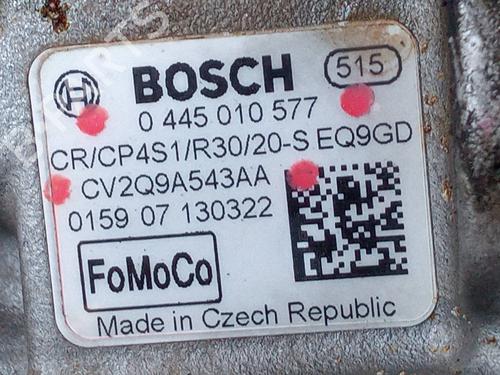 BOSCH 515
0 445 010 577
CR/CP4S1/R30/20-S EQ9GD
CV2Q9A543AA
0159 07 130322
FoMoCo
Made in Czech Republic